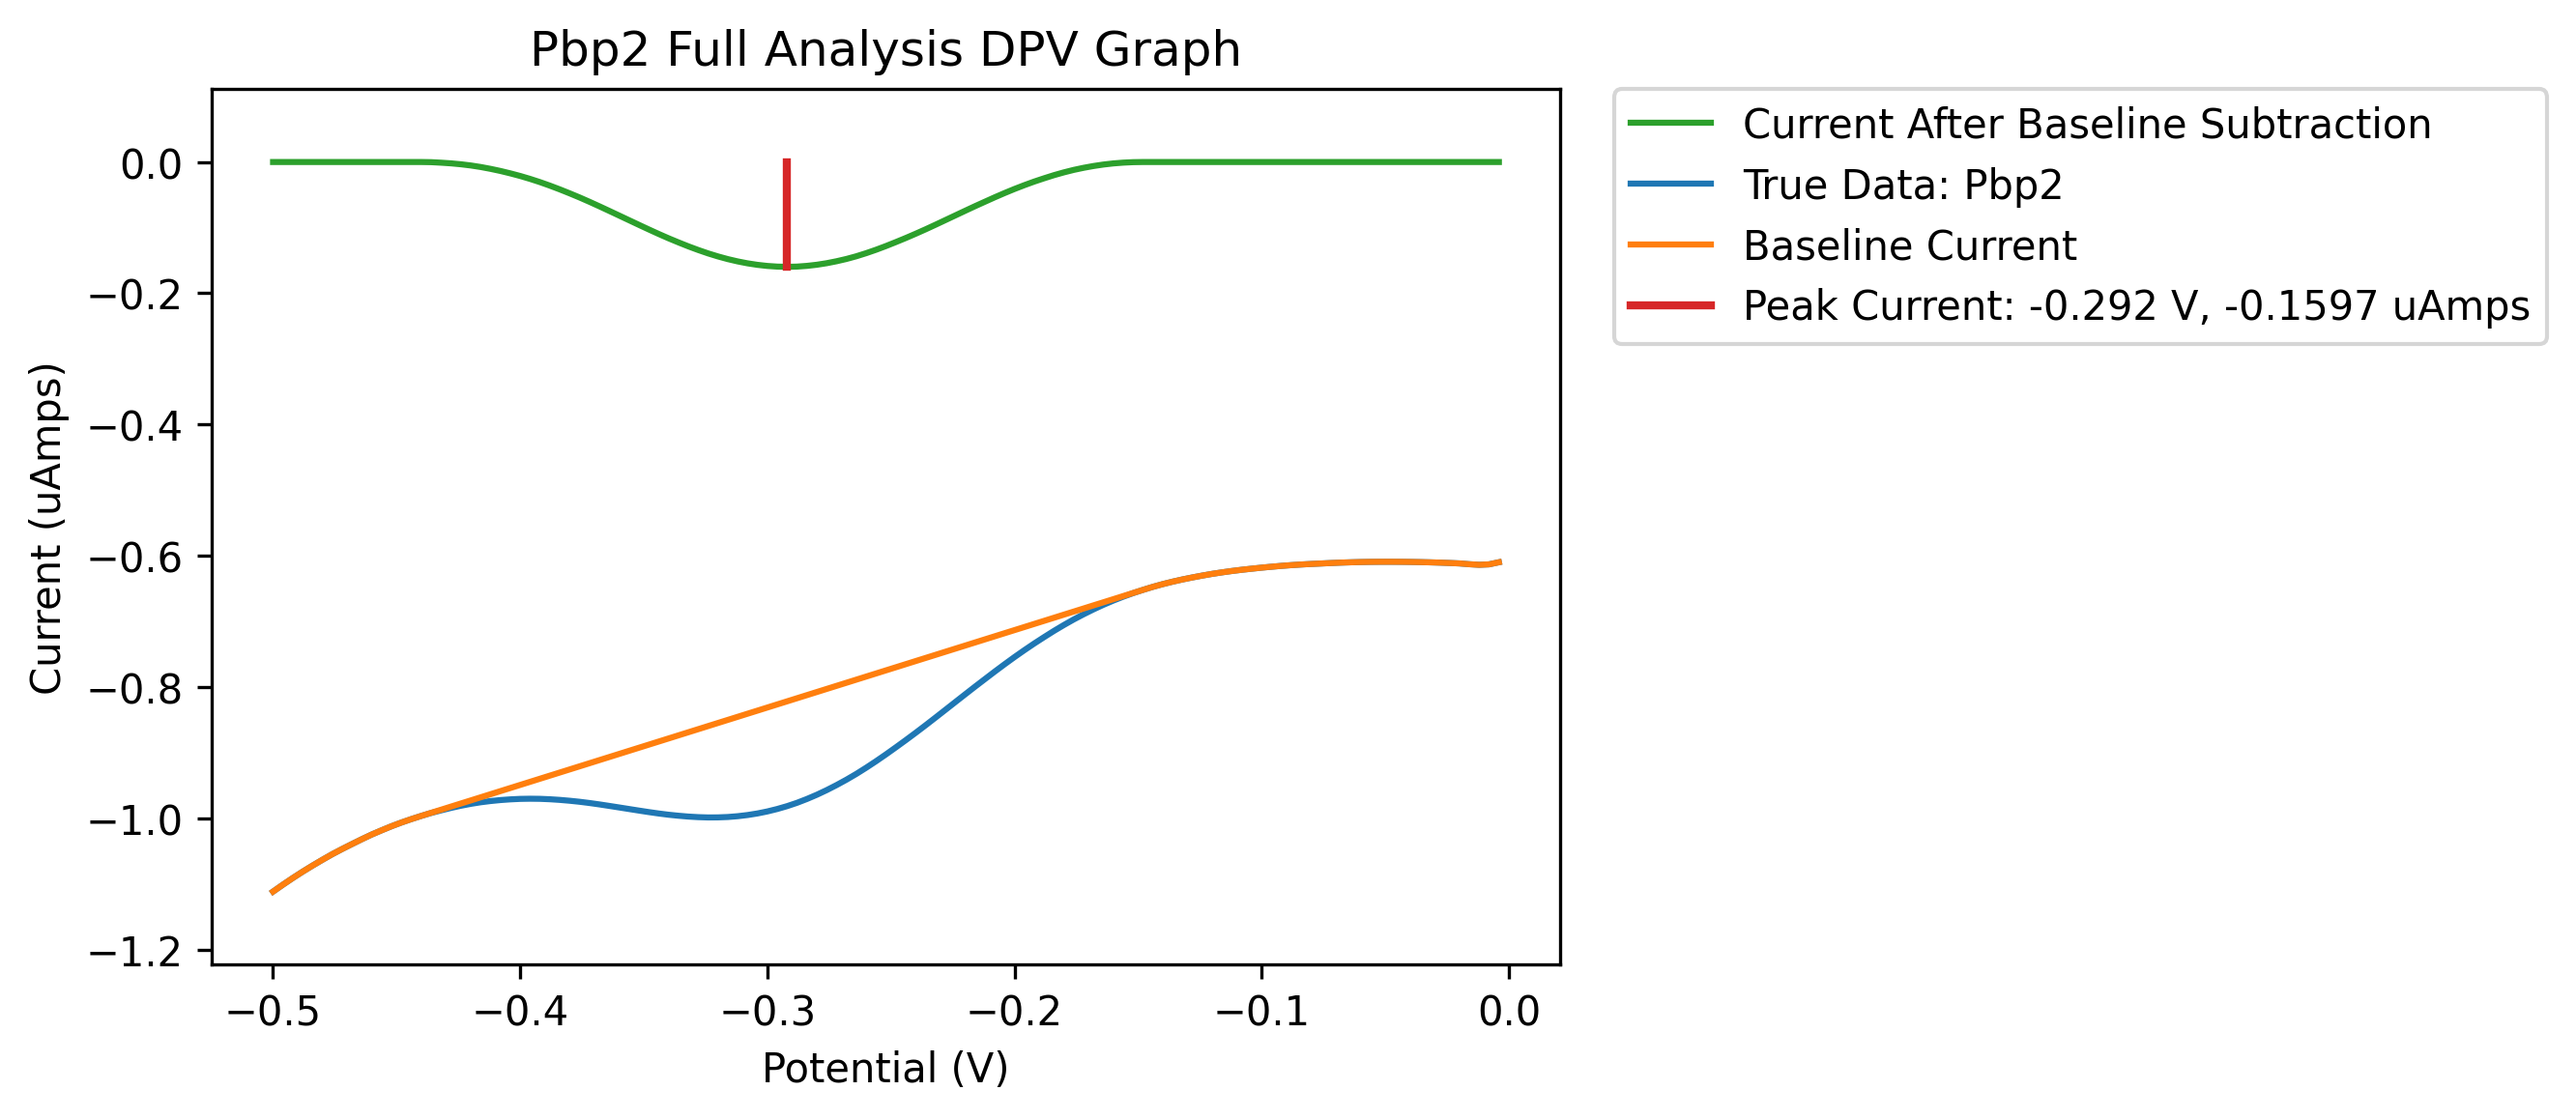 Pbp2 Full Analysis DPV Graph
Current After Baseline Subtraction
True Data: Pbp2
Baseline Current
Peak Current: -0.292 V, -0.1597 uAmps
Current (uAmps)
0.0
−0.2
−0.4
−0.6
−0.8
−1.0
−1.2
−0.5 −0.4 −0.3 −0.2 −0.1 0.0
Potential (V)